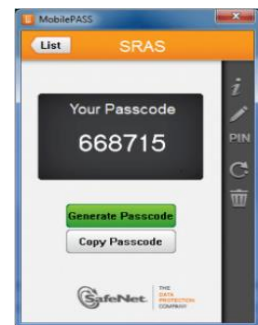 MobilePASS
List
SRAS
Your Passcode
668715
PIN
Generate Passcode
Copy Passcode
SafeNet
THE
DATA
PROTECTION
COMPANY